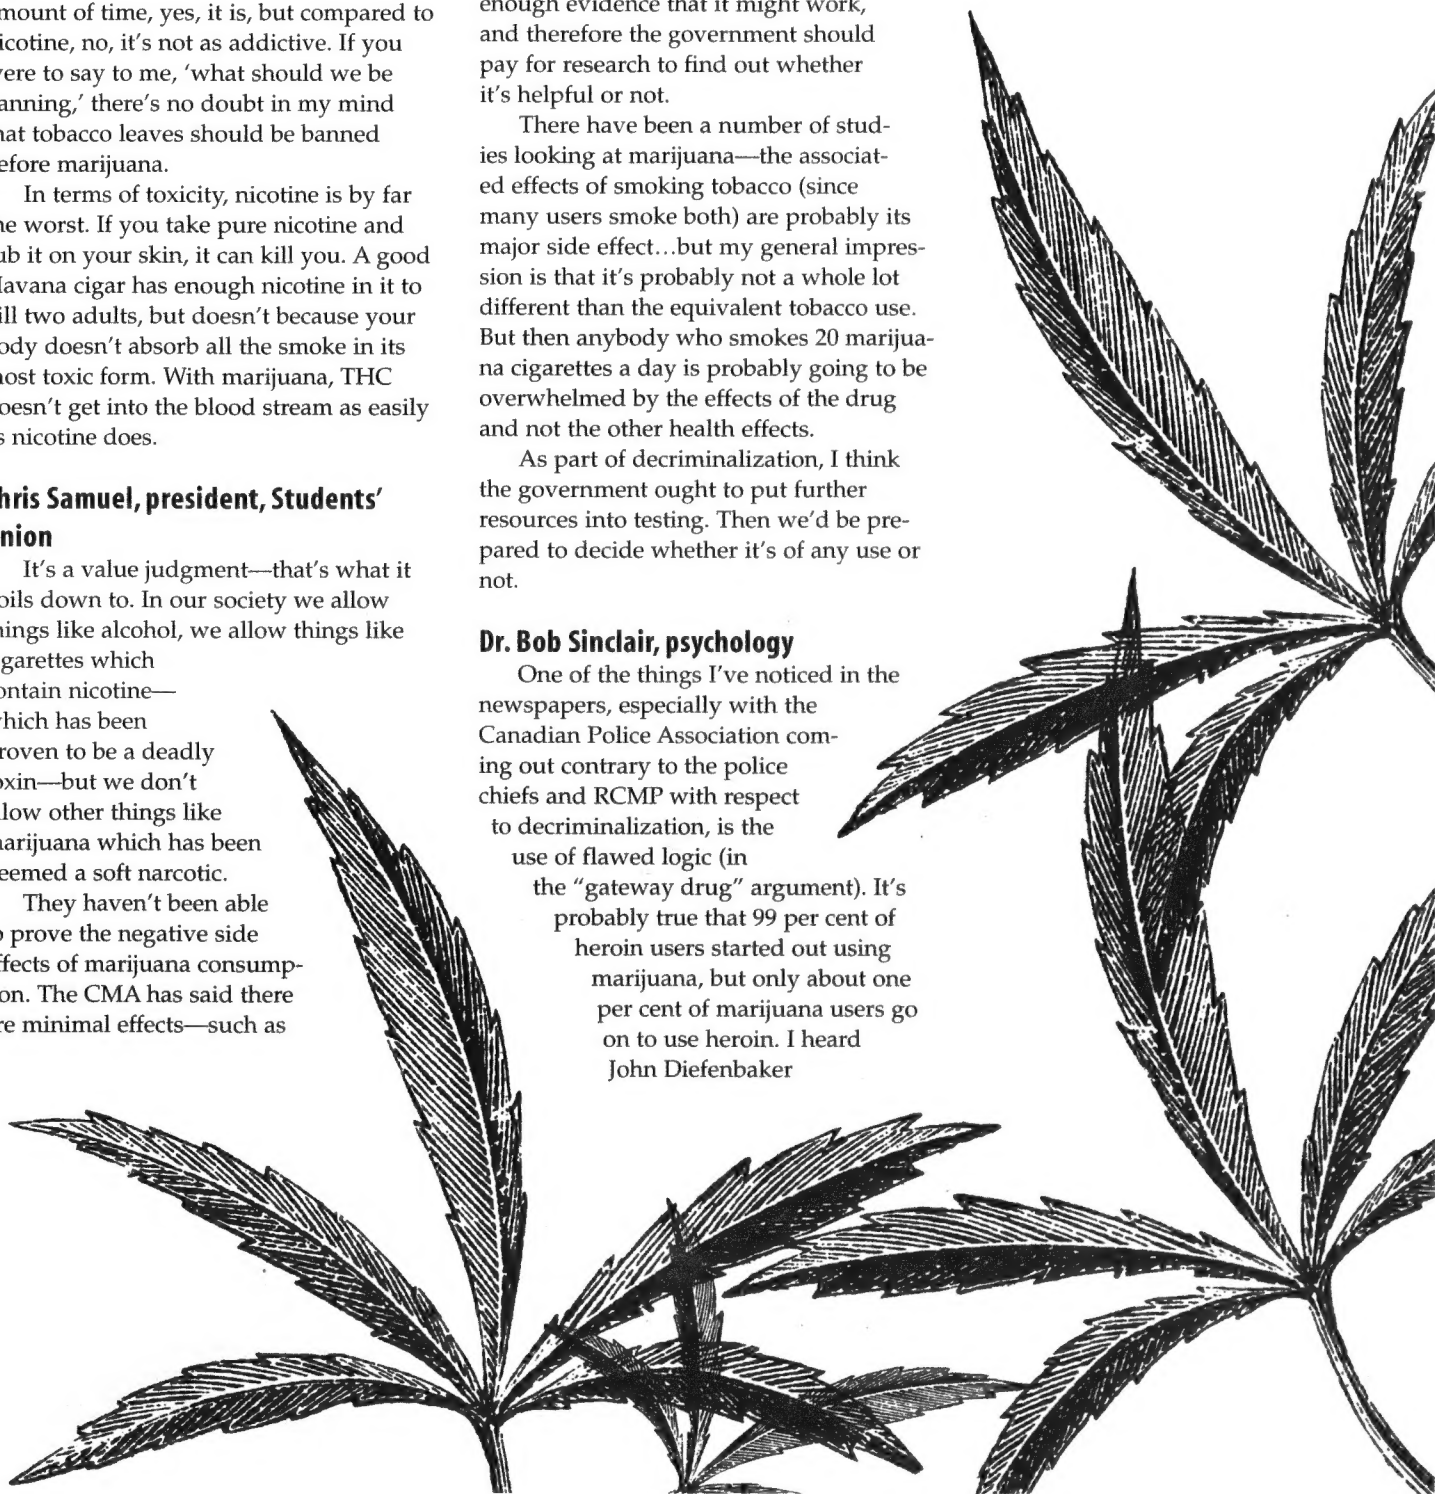 mount of time, yes, it is, but compared to
icotine, no, it's not as addictive. If you
ere to say to me, 'what should we be
anning,' there's no doubt in my mind
hat tobacco leaves should be banned
efore marijuana.
In terms of toxicity, nicotine is by far
he worst. If you take pure nicotine and
ub it on your skin, it can kill you. A good
Havana cigar has enough nicotine in it to
ill two adults, but doesn't because your
ody doesn't absorb all the smoke in its
ost toxic form. With marijuana, THC
oesn't get into the blood stream as easily
s nicotine does.
hris Samuel, president, Students'
nion
It's a value judgment—that's what it
oils down to. In our society we allow
hings like alcohol, we allow things like
garettes which
ontain nicotine—
hich has been
roven to be a deadly
oxin—but we don't
llow other things like
arijuana which has been
eemed a soft narcotic.
They haven't been able
o prove the negative side
ffects of marijuana consump-
on. The CMA has said there
re minimal effects—such as
enough evidence that it might work,
and therefore the government should
pay for research to find out whether
it's helpful or not.
There have been a number of stud-
ies looking at marijuana—the associat-
ed effects of smoking tobacco (since
many users smoke both) are probably its
major side effect...but my general impres-
sion is that it's probably not a whole lot
different than the equivalent tobacco use.
But then anybody who smokes 20 marijua-
na cigarettes a day is probably going to be
overwhelmed by the effects of the drug
and not the other health effects.
As part of decriminalization, I think
the government ought to put further
resources into testing. Then we'd be pre-
pared to decide whether it's of any use or
not.
Dr. Bob Sinclair, psychology
One of the things I've noticed in the
newspapers, especially with the
Canadian Police Association com-
ing out contrary to the police
chiefs and RCMP with respect
to decriminalization, is the
use of flawed logic (in
the "gateway drug" argument). It's
probably true that 99 per cent of
heroin users started out using
marijuana, but only about one
per cent of marijuana users go
on to use heroin. I heard
John Diefenbaker